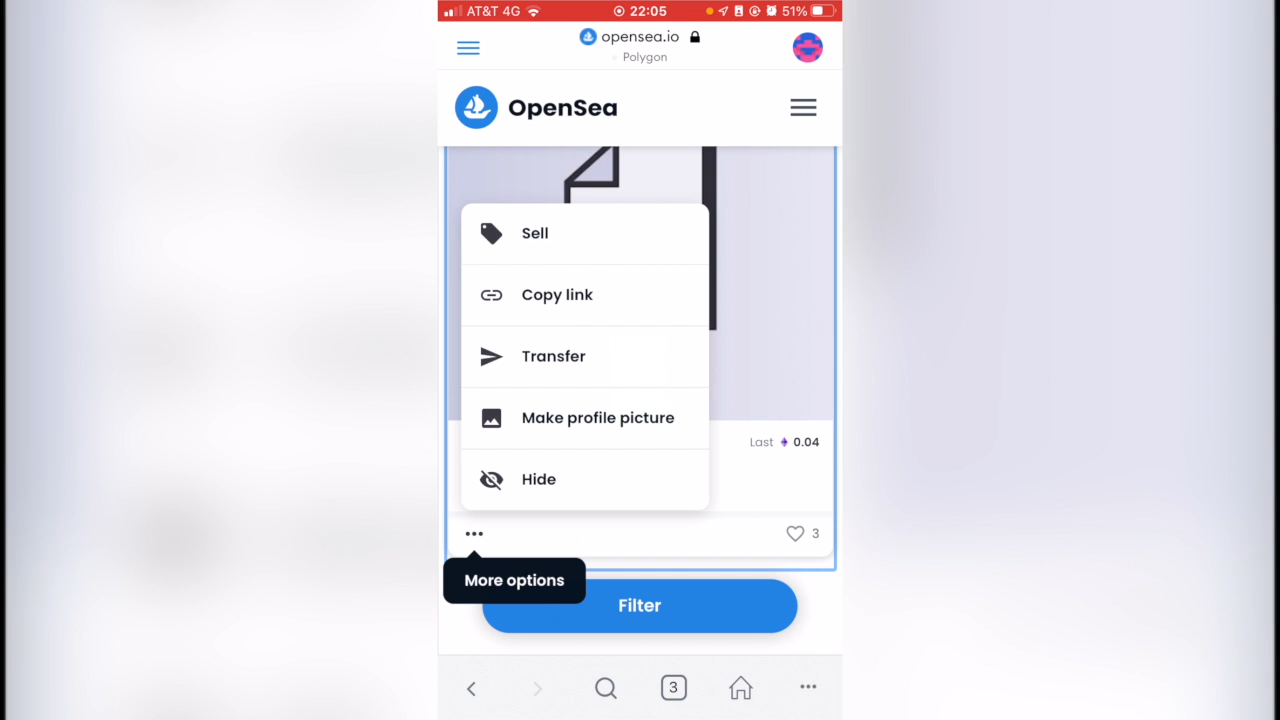 AT&T 4G 22:05 51%
opensea.io
Polygon
OpenSea
Sell
Copy link
Transfer
Make profile picture
Last 0.04
Hide
3
More options
Filter
3